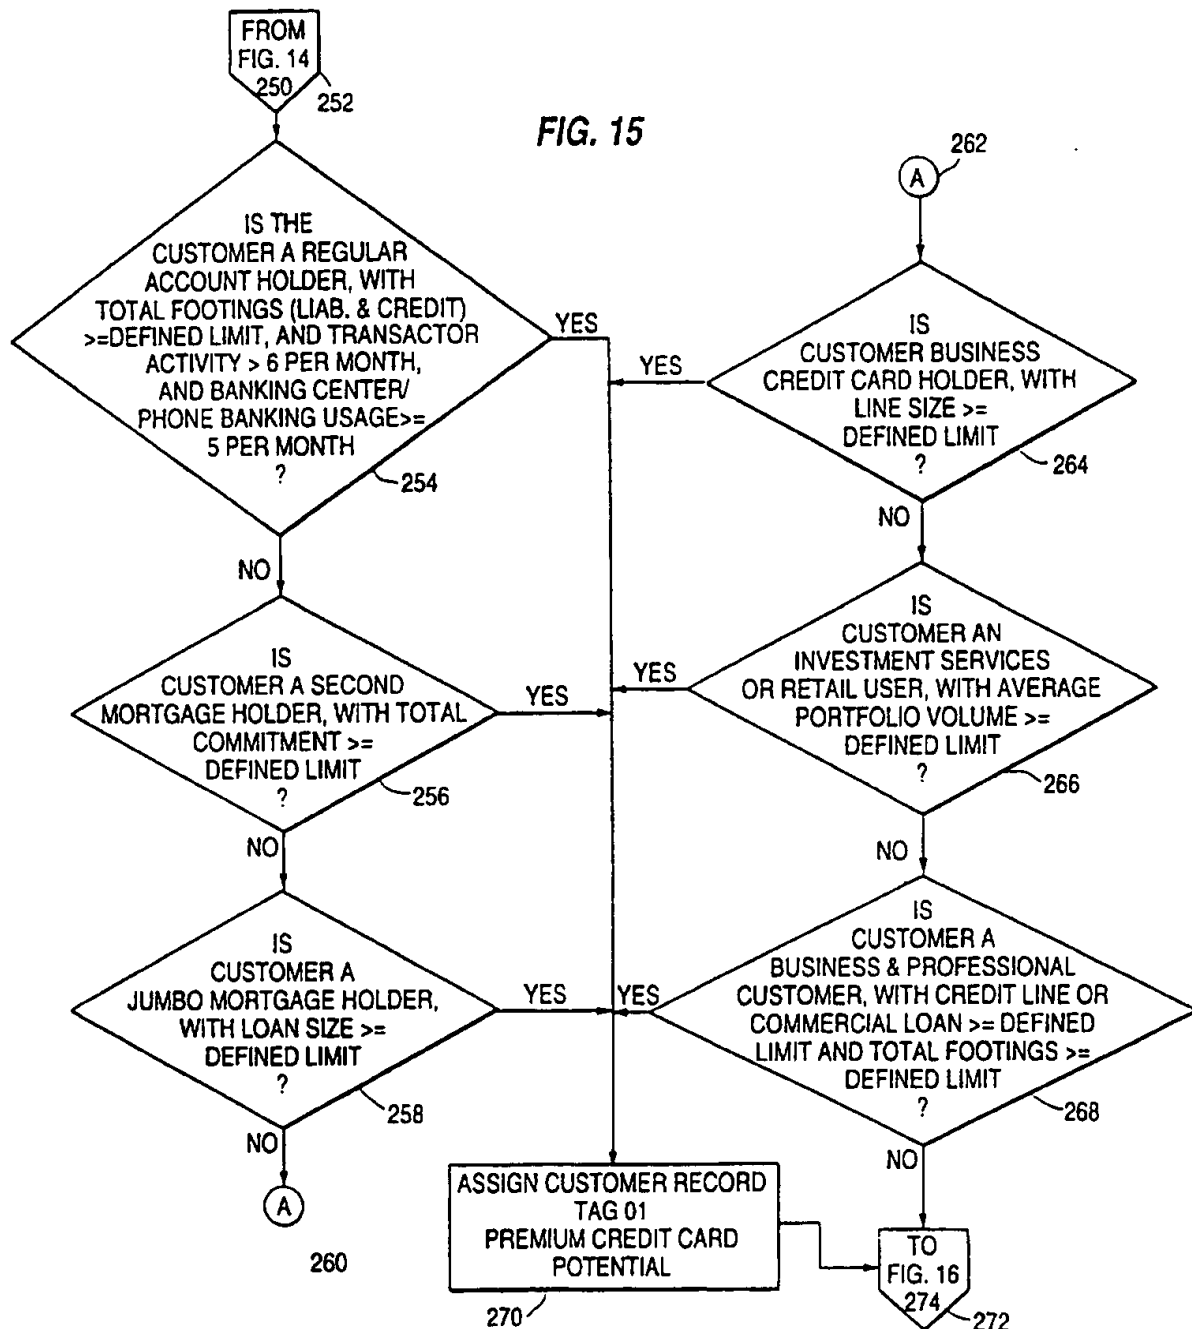 FROM
FIG. 14
250
252
FIG. 15
IS THE
CUSTOMER A REGULAR
ACCOUNT HOLDER, WITH
TOTAL FOOTINGS (LIAB. & CREDIT)
>=DEFINED LIMIT, AND TRANSACTOR
ACTIVITY > 6 PER MONTH,
AND BANKING CENTER/
PHONE BANKING USAGE>=
5 PER MONTH
?
254
YES
NO
IS
CUSTOMER A SECOND
MORTGAGE HOLDER, WITH TOTAL
COMMITMENT >=
DEFINED LIMIT
?
256
YES
NO
IS
CUSTOMER A
JUMBO MORTGAGE HOLDER,
WITH LOAN SIZE >=
DEFINED LIMIT
?
258
YES
NO
A
260
A
262
IS
CUSTOMER BUSINESS
CREDIT CARD HOLDER, WITH
LINE SIZE >=
DEFINED LIMIT
?
264
YES
NO
IS
CUSTOMER AN
INVESTMENT SERVICES
OR RETAIL USER, WITH AVERAGE
PORTFOLIO VOLUME >=
DEFINED LIMIT
?
266
YES
NO
IS
CUSTOMER A
BUSINESS & PROFESSIONAL
CUSTOMER, WITH CREDIT LINE OR
COMMERCIAL LOAN >= DEFINED
LIMIT AND TOTAL FOOTINGS >=
DEFINED LIMIT
?
268
YES
NO
ASSIGN CUSTOMER RECORD
TAG 01
PREMIUM CREDIT CARD
POTENTIAL
270
TO
FIG. 16
274
272